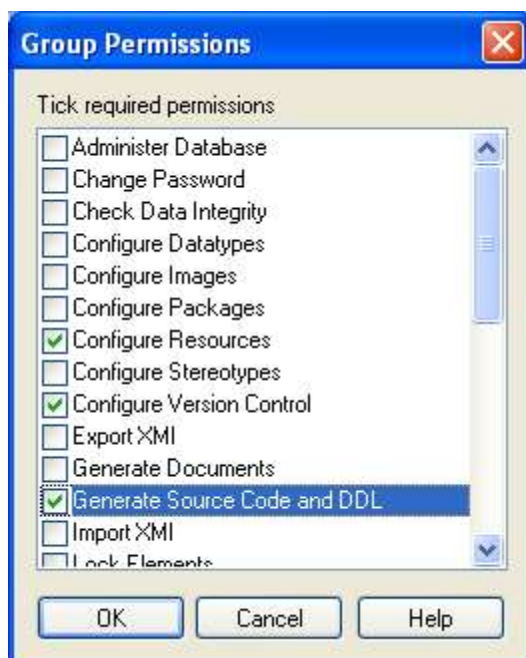 Group Permissions
Tick required permissions
Administer Database
Change Password
Check Data Integrity
Configure Datatypes
Configure Images
Configure Packages
Configure Resources
Configure Stereotypes
Configure Version Control
Export XMI
Generate Documents
Generate Source Code and DDL
Import XMI
Lock Elements
OK
Cancel
Help